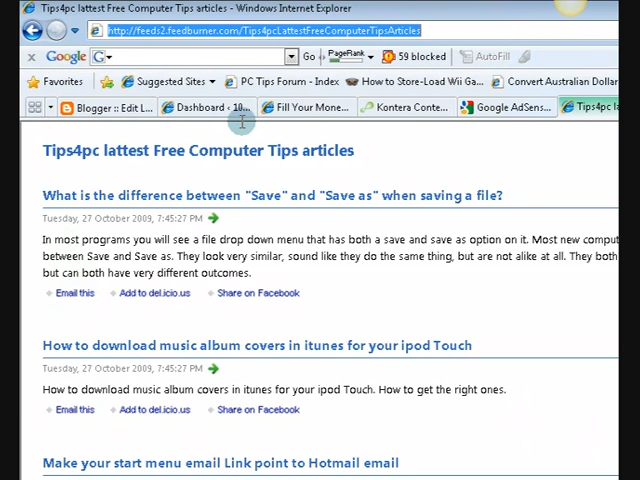 Tips4pc lattest Free Computer Tips articles - Windows Internet Explorer
http://feeds2.feedburner.com/Tips4pcLattestFreeComputerTipsArticles
x Google Go PageRank 59 blocked AutoFill
Favorites Suggested Sites PC Tips Forum - Index How to Store-Load Wii Ga... Convert Australian Dollar
Blogger :: Edit L... Dashboard ‹ 10... Fill Your Mone... Kontera Conte... Google AdSens... Tips4pc la
Tips4pc lattest Free Computer Tips articles
What is the difference between "Save" and "Save as" when saving a file?
Tuesday, 27 October 2009, 7:45:27 PM
In most programs you will see a file drop down menu that has both a save and save as option on it. Most new comput
between Save and Save as. They look very similar, sound like they do the same thing, but are not alike at all. They both
but can both have very different outcomes.
Email this Add to del.icio.us Share on Facebook
How to download music album covers in itunes for your ipod Touch
Tuesday, 27 October 2009, 7:45:27 PM
How to download music album covers in itunes for your ipod Touch. How to get the right ones.
Email this Add to del.icio.us Share on Facebook
Make your start menu email Link point to Hotmail email